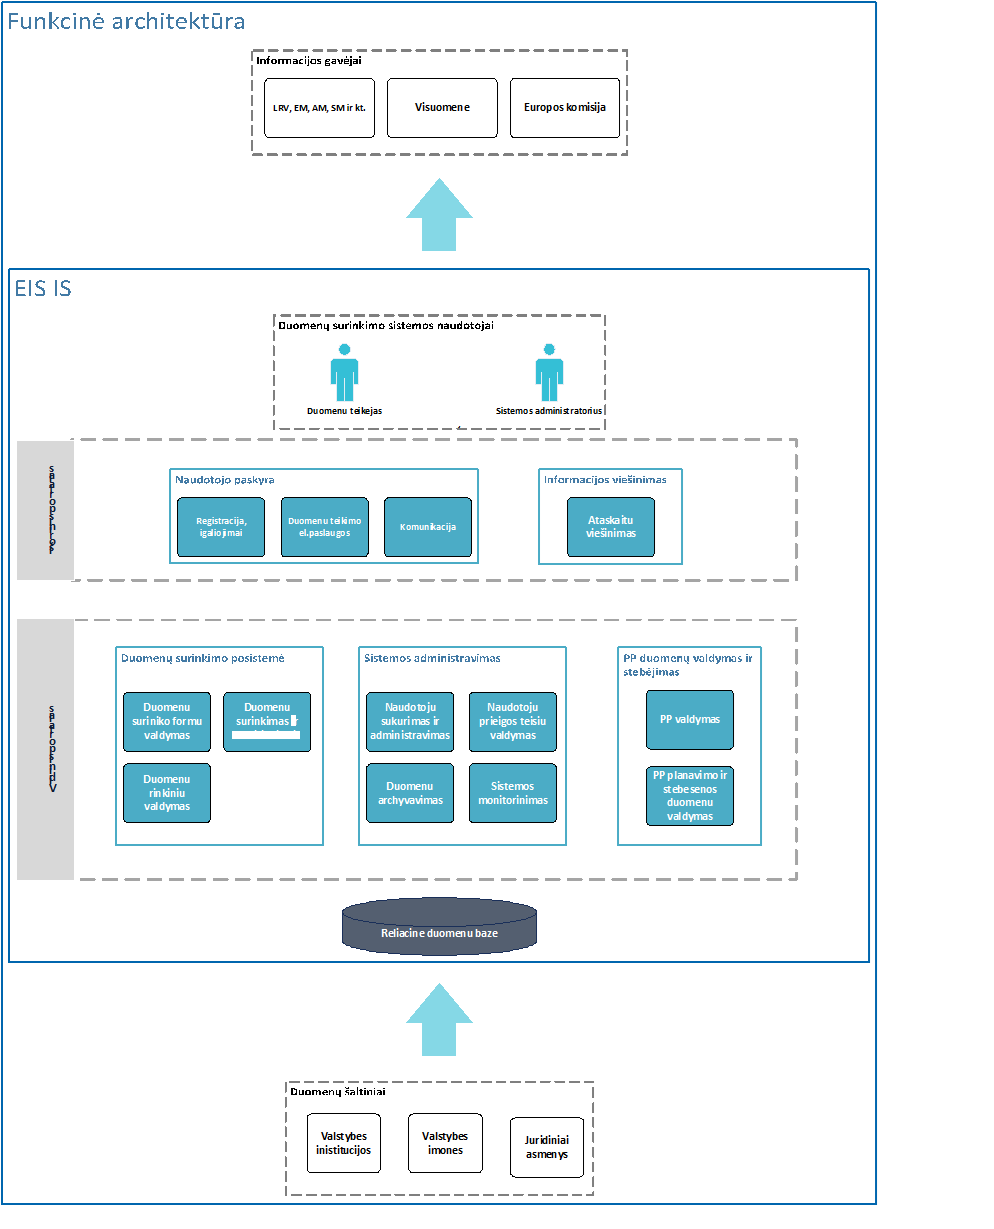 Funkcinė architektūra
Informacijos gavėjai
LRV, EM, AM, SM ir kt.
Visuomene
Europos komisija
EIS IS
Duomenų surinkimo sistemos naudotojai
Duomenu teikejas
Sistemos administratorius
Naudotojo paskyra
Registracija,
igaliojimai
Duomenu teikimo
el.paslaugos
Komunikacija
Informacijos viešinimas
Ataskaitu
viešinimas
Duomenų surinkimo posistemė
Duomenu
suriniko formu
valdymas
Duomenu
surinkimas ir
Duomenu
rinkiniu
valdymas
Sistemos administravimas
Naudotoju
sukurimas ir
administravimas
Naudotoju
prieigos teisiu
valdymas
Duomenu
archyvavimas
Sistemos
monitorinimas
PP duomenų valdymas ir
stebėjimas
PP valdymas
PP planavimo ir
stebesenos
duomenu
valdymas
Reliacine duomenu baze
Duomenų šaltiniai
Valstybes
inistitucijos
Valstybes
imones
Juridiniai
asmenys